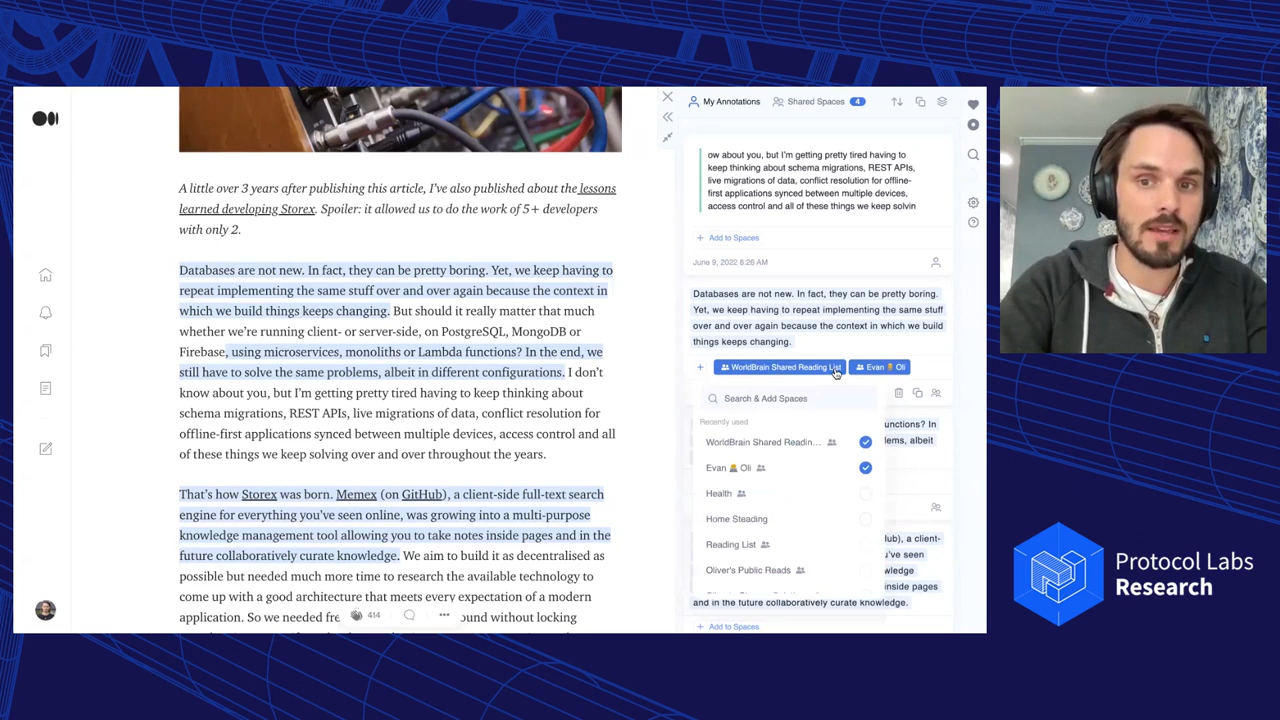 A little over 3 years after publishing this article, I've also published about the lessons
learned developing Storex. Spoiler: it allowed us to do the work of 5+ developers
with only 2.
Databases are not new. In fact, they can be pretty boring. Yet, we keep having to
repeat implementing the same stuff over and over again because the context in
which we build things keeps changing. But should it really matter that much
whether we're running client- or server-side, on PostgreSQL, MongoDB or
Firebase, using microservices, monoliths or Lambda functions? In the end, we
still have to solve the same problems, albeit in different configurations. I don't
know about you, but I'm getting pretty tired having to keep thinking about
schema migrations, REST APIs, live migrations of data, conflict resolution for
offline-first applications synced between multiple devices, access control and all
of these things we keep solving over and over throughout the years.
That's how Storex was born. Memex (on GitHub), a client-side full-text search
engine for everything you've seen online, was growing into a multi-purpose
knowledge management tool allowing you to take notes inside pages and in the
future collaboratively curate knowledge. We aim to build it as decentralised as
possible but needed much more time to research the available technology to
come up with a good architecture that meets every expectation of a modern
application. So we needed fre
ound without locking
414
My Annotations
Shared Spaces 4
ow about you, but I'm getting pretty tired having to
keep thinking about schema migrations, REST APIs,
live migrations of data, conflict resolution for offline-
first applications synced between multiple devices,
access control and all of these things we keep solvin
+ Add to Spaces
June 9, 2022 8:26 AM
Databases are not new. In fact, they can be pretty boring.
Yet, we keep having to repeat implementing the same stuff
over and over again because the context in which we build
things keeps changing.
+ WorldBrain Shared Reading List Evan Oli
Search & Add Spaces
Recently used
WorldBrain Shared Readin...
Evan Oli
Health
Home Steading
Reading List
Oliver's Public Reads
unctions? In
lems, albeit
Hub), a client-
u've seen
wledge
inside pages
and in the future collaboratively curate knowledge.
+ Add to Spaces
Protocol Labs
Research